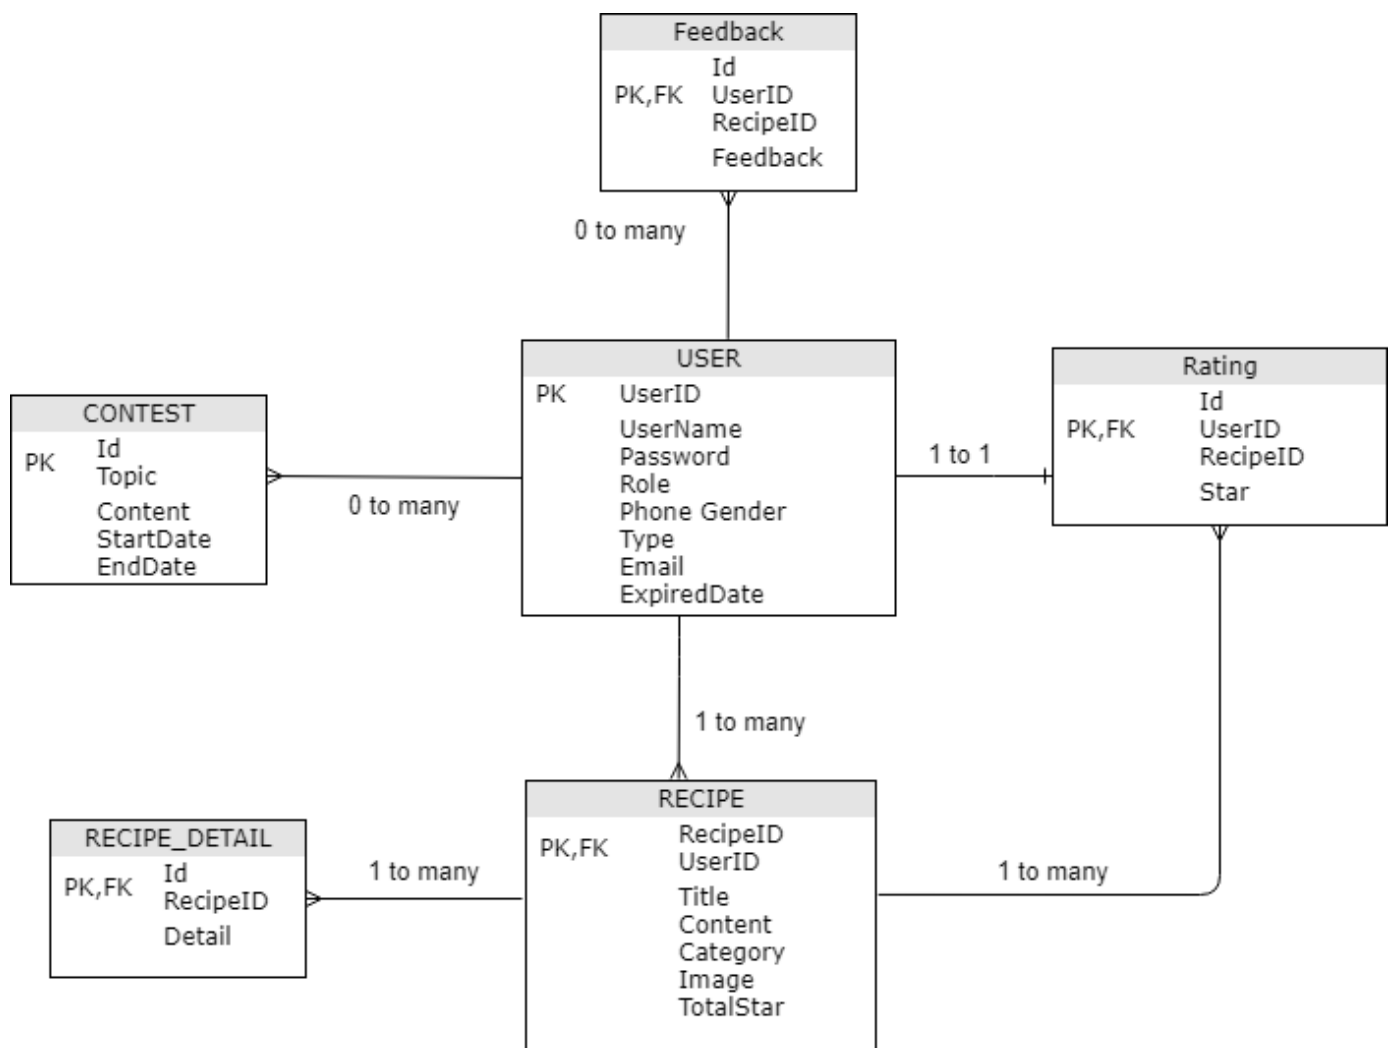 Feedback
Id
PK,FK UserID
RecipeID
Feedback
0 to many
USER
PK UserID
UserName
Password
Role
Phone Gender
Type
Email
ExpiredDate
Rating
Id
PK,FK UserID
RecipeID
Star
1 to 1
CONTEST
Id
PK
Topic
Content
StartDate
EndDate
0 to many
1 to many
RECIPE
RecipeID
PK,FK
UserID
Title
Content
Category
Image
TotalStar
RECIPE_DETAIL
Id
PK,FK
RecipeID
Detail
1 to many
1 to many